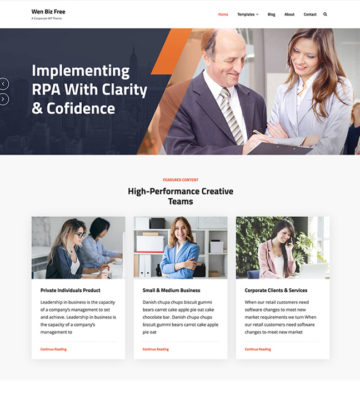 Wen Biz Free
A Corporate WP Theme
Home Templates Blog About Contact
Implementing
RPA With Clarity
& Cofidence
FEATURED CONTENT
High-Performance Creative
Teams
Private Individuals Product
Leadership in business is the
capacity of a company's
management to set
and achieve. Leadership in business is
the capacity of a company's
management to
Continue Reading
Small & Medium Business
Danish chupa chups biscuit gummi
bears carrot cake apple pie oat cake
chocolate bar. Danish chupa chups
biscuit gummi bears carrot cake apple
pie oat
Continue Reading
Corporate Clients & Services
When our retail customers need
software changes to meet new
market requirements we turn When
our retail customers need software
changes to meet new market
Continue Reading